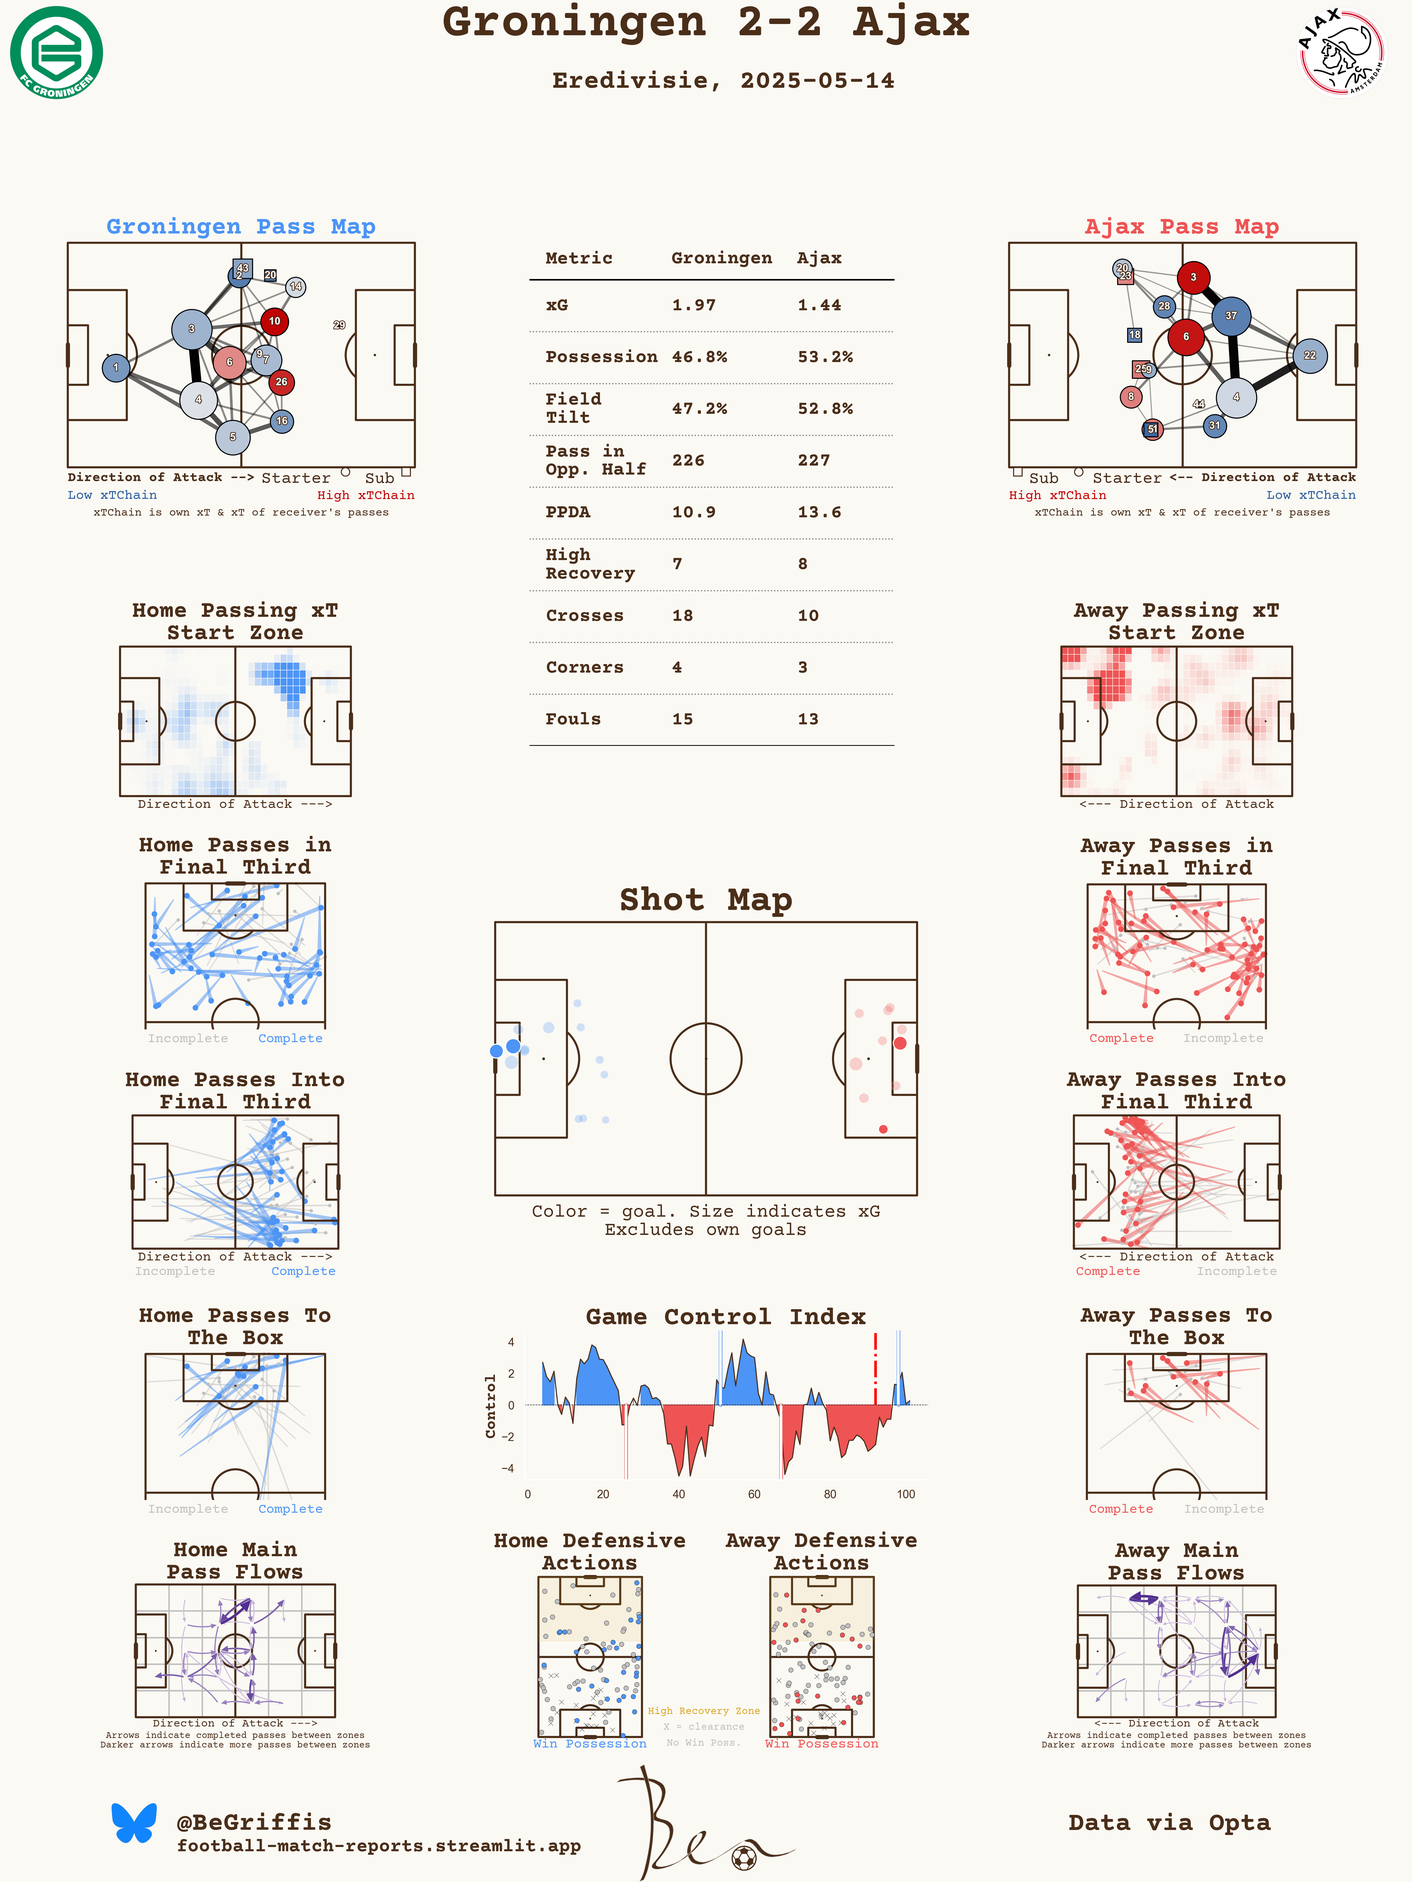 Groningen 2-2 Ajax
Eredivisie, 2025-05-14
FC GRONINGEN
AJAX
AMSTERDAM
Groningen Pass Map
43
2
20
14
10
29
3
9
7
6
1
26
4
16
5
Direction of Attack --> Starter Sub
Low xTChain High xTChain
xTChain is own xT & xT of receiver's passes
Metric Groningen Ajax
xG 1.97 1.44
Possession 46.8% 53.2%
Field
Tilt 47.2% 52.8%
Pass in
Opp. Half 226 227
PPDA 10.9 13.6
High
Recovery 7 8
Crosses 18 10
Corners 4 3
Fouls 15 13
Ajax Pass Map
20
23
3
28
37
18
6
22
25
9
8
44
4
51
31
Sub Starter <-- Direction of Attack
High xTChain Low xTChain
xTChain is own xT & xT of receiver's passes
Home Passing xT
Start Zone
Direction of Attack --->
Away Passing xT
Start Zone
<--- Direction of Attack
Home Passes in
Final Third
Incomplete Complete
Away Passes in
Final Third
Complete Incomplete
Shot Map
Color = goal. Size indicates xG
Excludes own goals
Home Passes Into
Final Third
Direction of Attack --->
Incomplete Complete
Away Passes Into
Final Third
<--- Direction of Attack
Complete Incomplete
Home Passes To
The Box
Incomplete Complete
Game Control Index
Control
4
2
0
−2
−4
0 20 40 60 80 100
Away Passes To
The Box
Complete Incomplete
Home Main
Pass Flows
Direction of Attack --->
Arrows indicate completed passes between zones
Darker arrows indicate more passes between zones
Home Defensive
Actions
Win Possession
High Recovery Zone
X = clearance
No Win Poss.
Away Defensive
Actions
Win Possession
Away Main
Pass Flows
<--- Direction of Attack
Arrows indicate completed passes between zones
Darker arrows indicate more passes between zones
@BeGriffis
football-match-reports.streamlit.app
Ben
Data via Opta